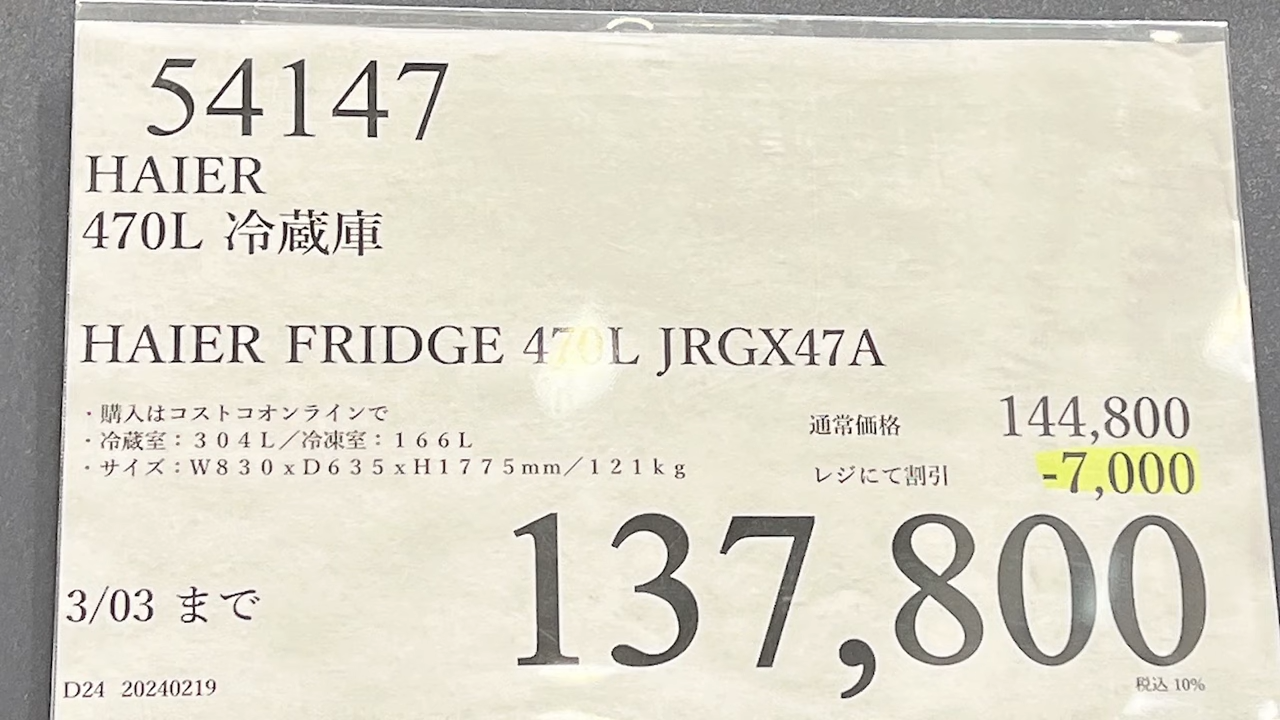 54147
HAIER
470L 冷蔵庫
HAIER FRIDGE 470L JRGX47A
・購入はコストコオンラインで
・冷蔵室：３０４Ｌ／冷凍室：１６６Ｌ
・サイズ：Ｗ８３０ｘＤ６３５ｘＨ１７７５mm／１２１ｋｇ
通常価格 144,800
レジにて割引 -7,000
137,800
3/03 まで
税込 10%
D24 20240219